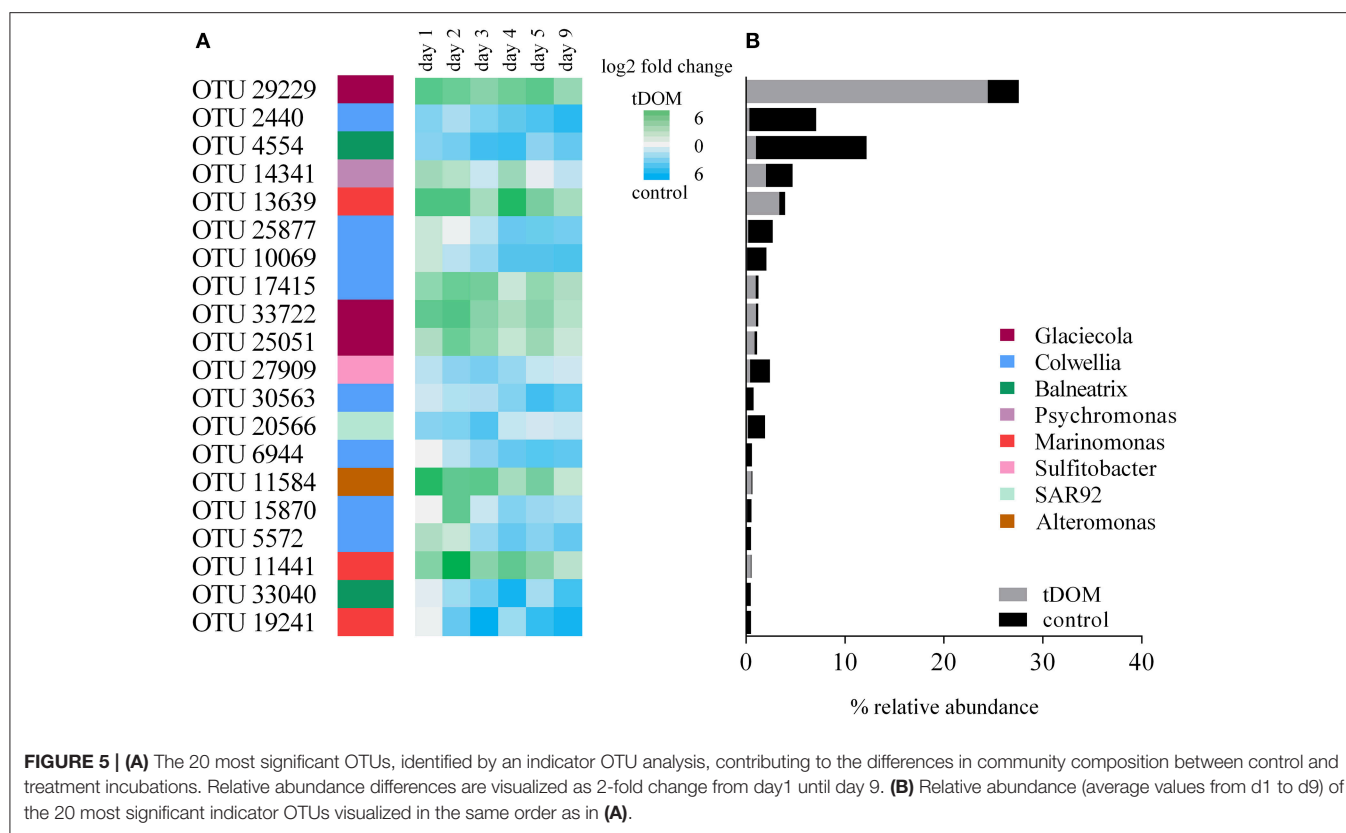 A
B
day 1
day 2
day 3
day 4
day 5
day 9
log2 fold change
tDOM
6
0
6
control
OTU 29229
OTU 2440
OTU 4554
OTU 14341
OTU 13639
OTU 25877
OTU 10069
OTU 17415
OTU 33722
OTU 25051
OTU 27909
OTU 30563
OTU 20566
OTU 6944
OTU 11584
OTU 15870
OTU 5572
OTU 11441
OTU 33040
OTU 19241
Glaciecola
Colwellia
Balneatrix
Psychromonas
Marinomonas
Sulfitobacter
SAR92
Alteromonas
tDOM
control
0 10 20 30 40
% relative abundance
FIGURE 5 | (A) The 20 most significant OTUs, identified by an indicator OTU analysis, contributing to the differences in community composition between control and
treatment incubations. Relative abundance differences are visualized as 2-fold change from day1 until day 9. (B) Relative abundance (average values from d1 to d9) of
the 20 most significant indicator OTUs visualized in the same order as in (A).